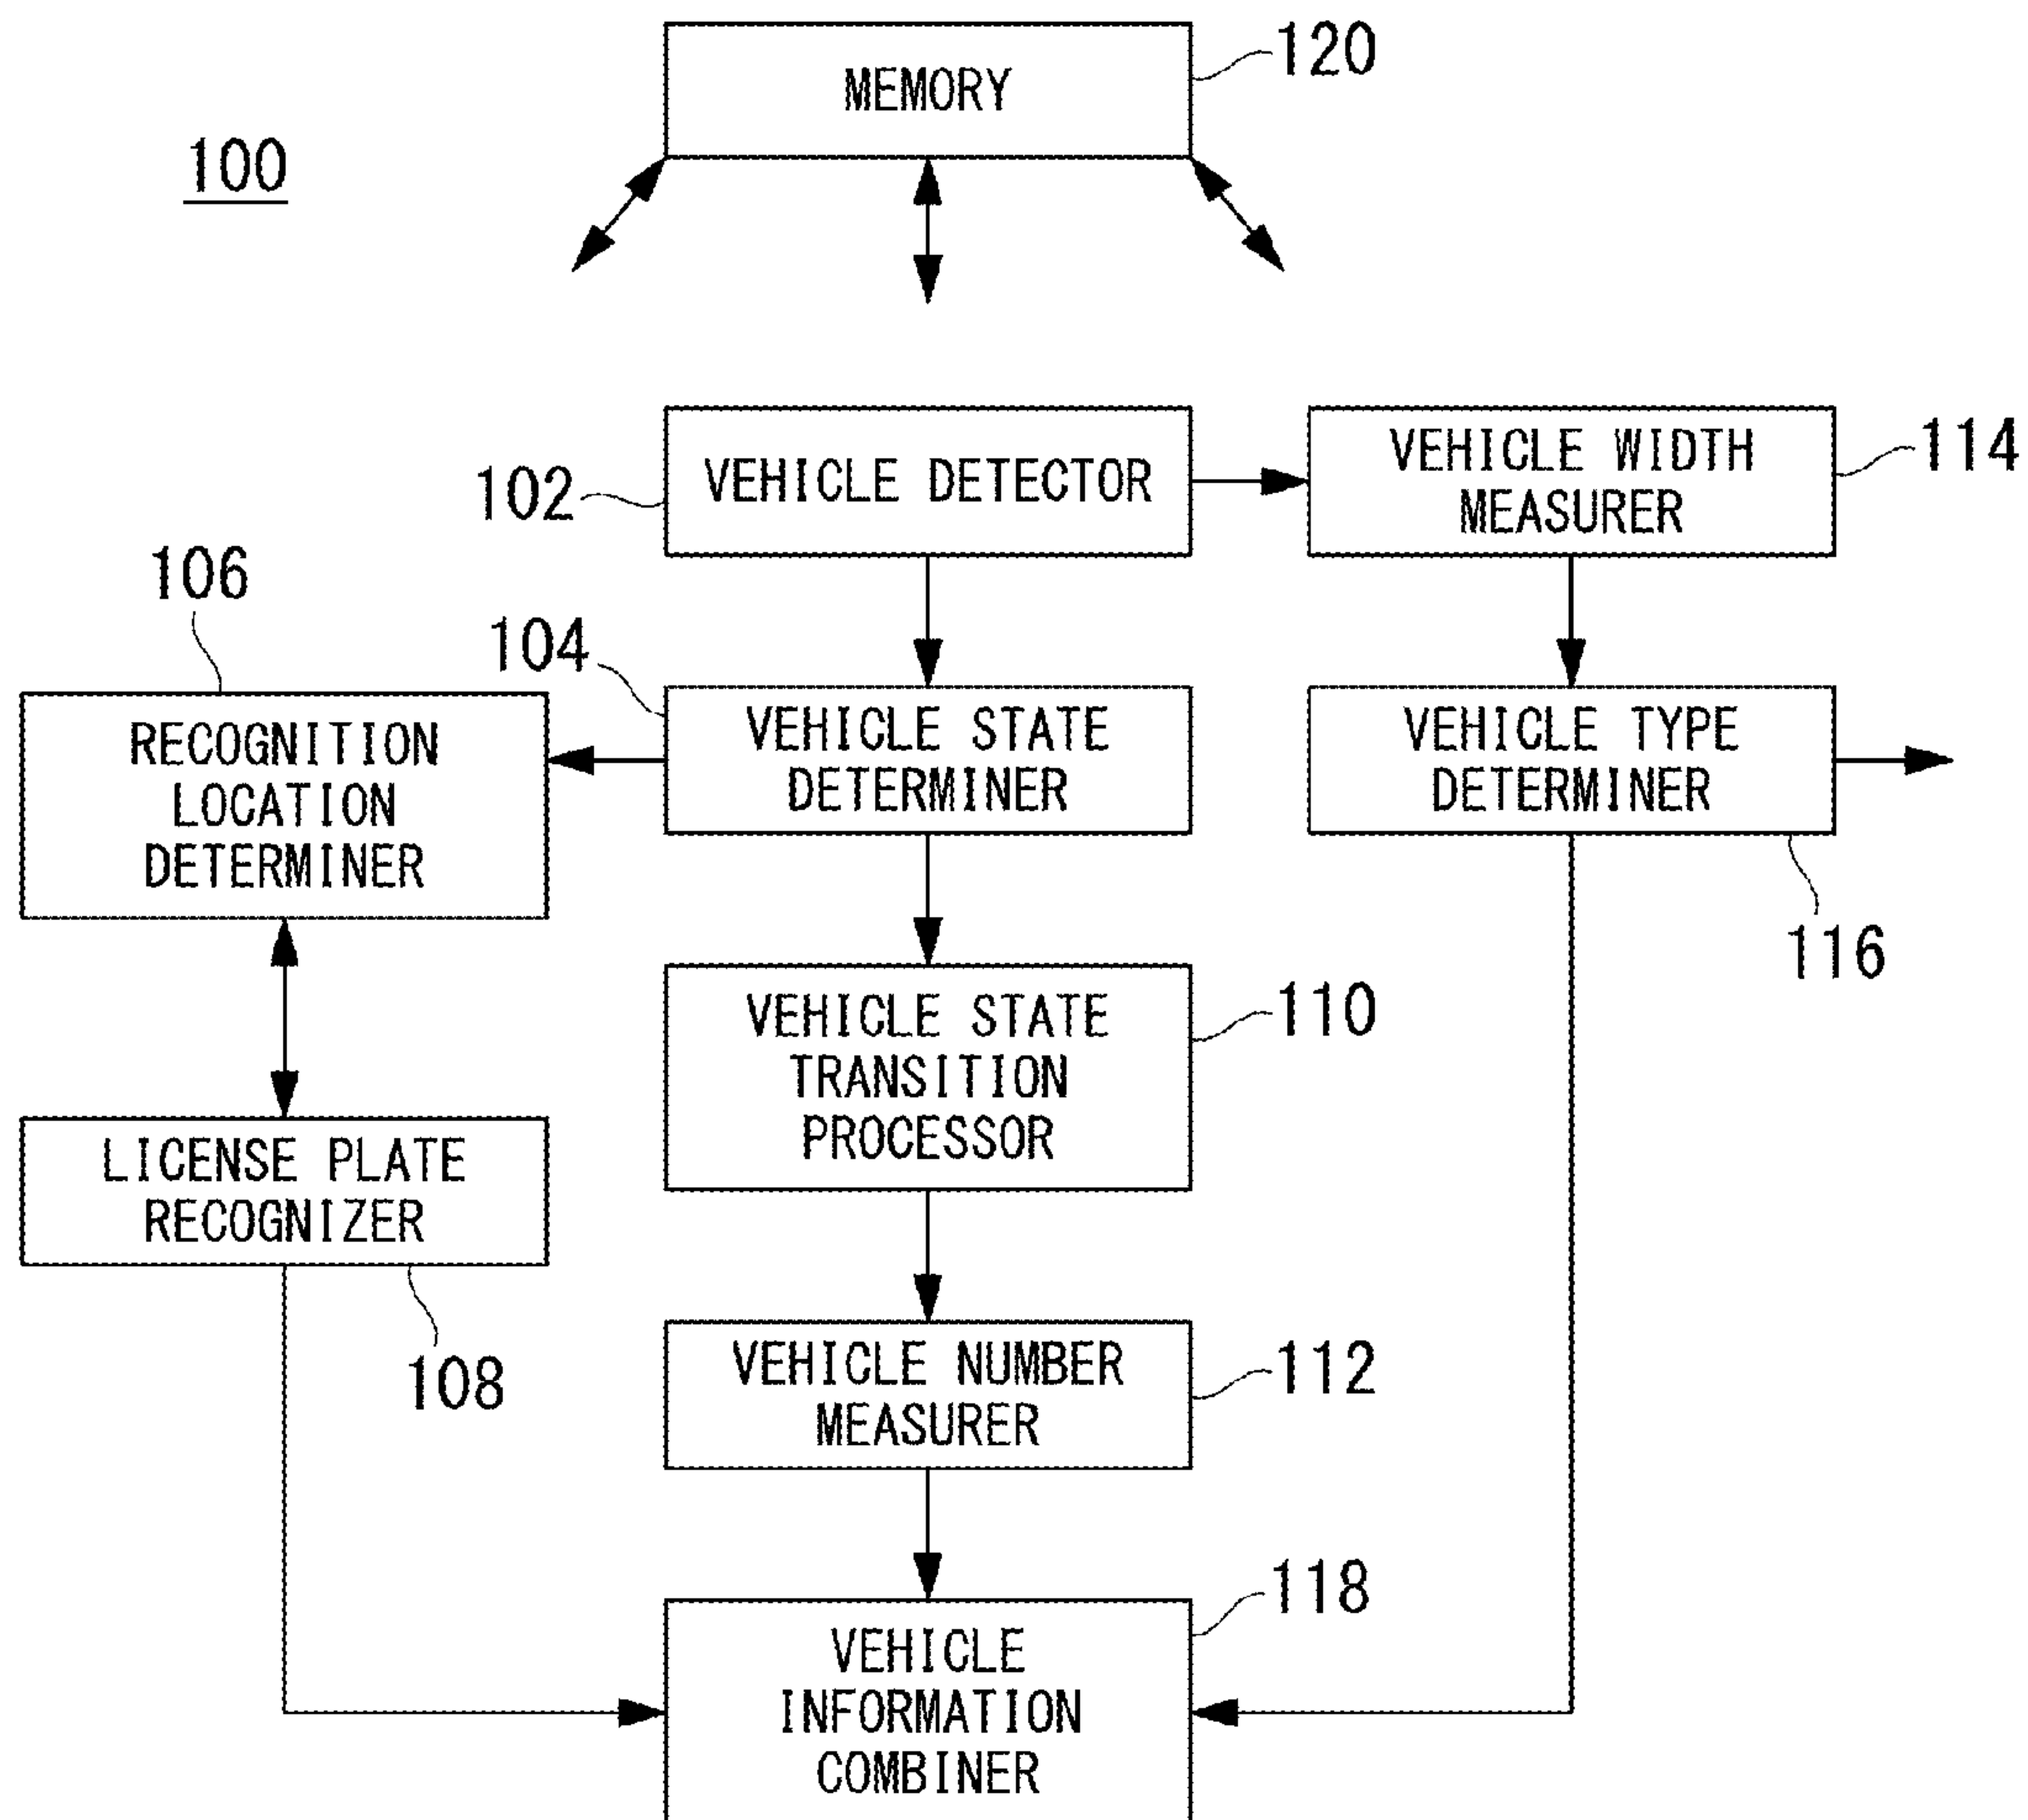 MEMORY
120
100
VEHICLE DETECTOR
102
VEHICLE WIDTH
MEASURER
114
106
104
RECOGNITION
LOCATION
DETERMINER
VEHICLE STATE
DETERMINER
VEHICLE TYPE
DETERMINER
116
VEHICLE STATE
TRANSITION
PROCESSOR
110
LICENSE PLATE
RECOGNIZER
108
VEHICLE NUMBER
MEASURER
112
118
VEHICLE
INFORMATION
COMBINER